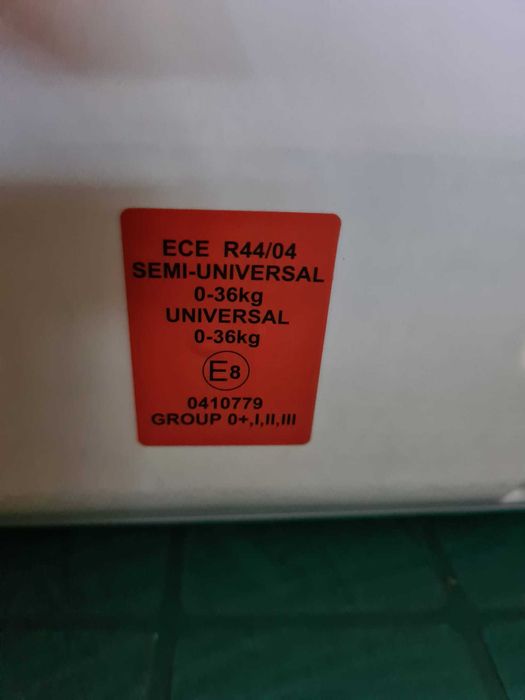 ECE R44/04
SEMI-UNIVERSAL
0-36kg
UNIVERSAL
0-36kg
E8
0410779
GROUP 0+,I,II,III